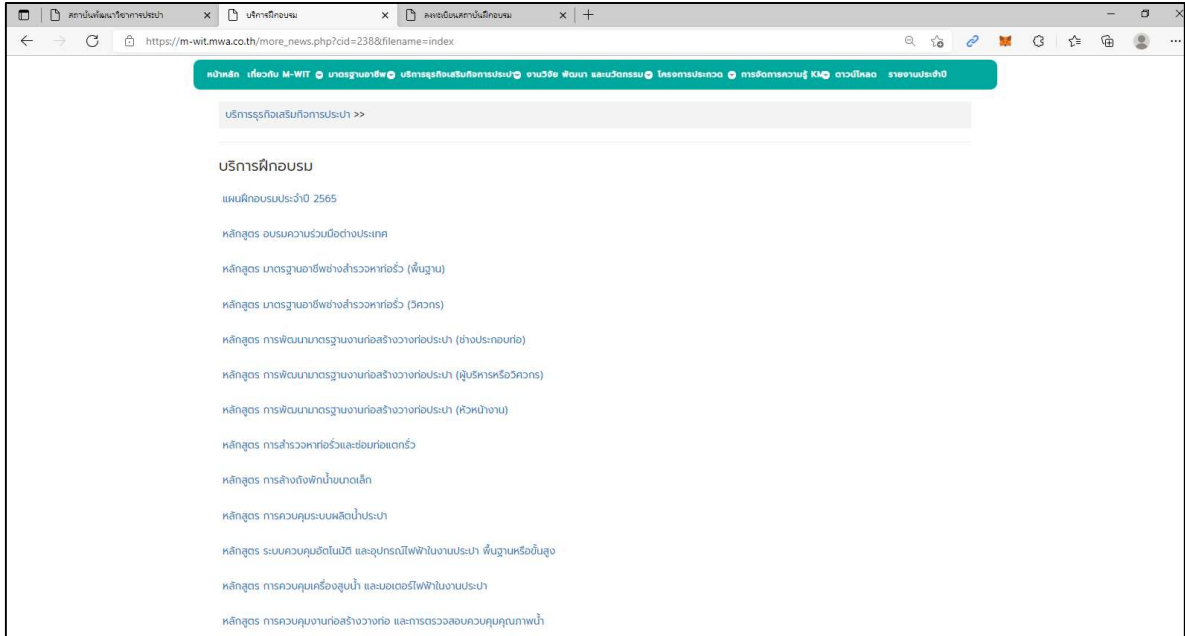 สถาบันพัฒนาวิชาการประปา
บริการฝึกอบรม
ลงทะเบียนสถาบันฝึกอบรม
https://m-wit.mwa.co.th/more_news.php?cid=238&filename=index
หน้าหลัก เกี่ยวกับ M-WIT มาตรฐานอาชีพ บริการธุรกิจเสริมกิจการประปา งานวิจัย พัฒนา และนวัตกรรม โครงการประกวด การจัดการความรู้ KM ดาวน์โหลด รายงานประจำปี
บริการธุรกิจเสริมกิจการประปา >>
บริการฝึกอบรม
แผนฝึกอบรมประจำปี 2565
หลักสูตร อบรมความร่วมมือต่างประเทศ
หลักสูตร มาตรฐานอาชีพช่างสำรวจหาท่อรั่ว (พื้นฐาน)
หลักสูตร มาตรฐานอาชีพช่างสำรวจหาท่อรั่ว (วิศวกร)
หลักสูตร การพัฒนามาตรฐานงานก่อสร้างวางท่อประปา (ช่างประกอบท่อ)
หลักสูตร การพัฒนามาตรฐานงานก่อสร้างวางท่อประปา (ผู้บริหารหรือวิศวกร)
หลักสูตร การพัฒนามาตรฐานงานก่อสร้างวางท่อประปา (หัวหน้างาน)
หลักสูตร การสำรวจหาท่อรั่วและซ่อมท่อแตกรั่ว
หลักสูตร การล้างถังพักน้ำขนาดเล็ก
หลักสูตร การควบคุมระบบผลิตน้ำประปา
หลักสูตร ระบบควบคุมอัตโนมัติ และอุปกรณ์ไฟฟ้าในงานประปา พื้นฐานหรือขั้นสูง
หลักสูตร การควบคุมเครื่องสูบน้ำ และมอเตอร์ไฟฟ้าในงานประปา
หลักสูตร การควบคุมงานก่อสร้างวางท่อ และการตรวจสอบควบคุมคุณภาพน้ำ